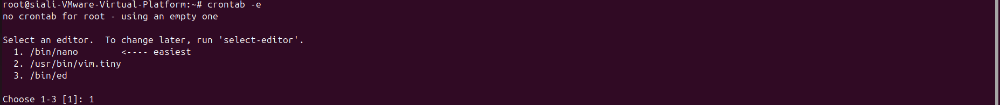 root@siali-VMware-Virtual-Platform:~# crontab -e
no crontab for root - using an empty one
Select an editor.  To change later, run 'select-editor'.
  1. /bin/nano        <---- easiest
  2. /usr/bin/vim.tiny
  3. /bin/ed
Choose 1-3 [1]: 1